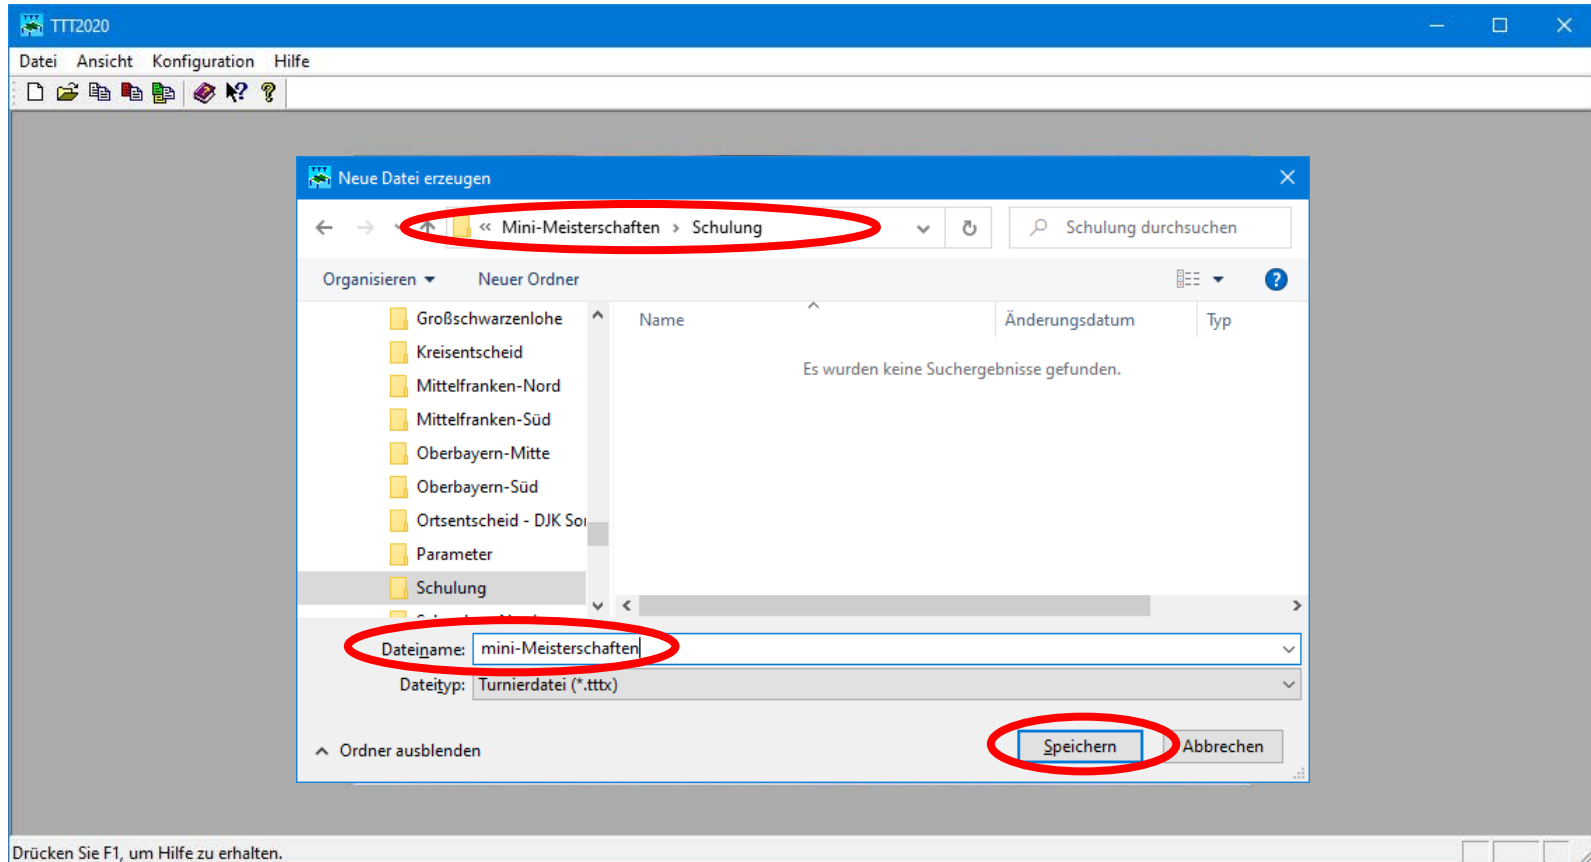 TTT2020
Datei Ansicht Konfiguration Hilfe
Neue Datei erzeugen
« Mini-Meisterschaften › Schulung
Schulung durchsuchen
Organisieren
Neuer Ordner
Großschwarzenlohe
Kreisentscheid
Mittelfranken-Nord
Mittelfranken-Süd
Oberbayern-Mitte
Oberbayern-Süd
Ortsentscheid - DJK
Parameter
Schulung
Name Änderungsdatum Typ
Es wurden keine Suchergebnisse gefunden.
Dateiname: mini-Meisterschaften
Dateityp: Turnierdatei (*.tttx)
Ordner ausblenden
Speichern
Abbrechen
Drücken Sie F1, um Hilfe zu erhalten.